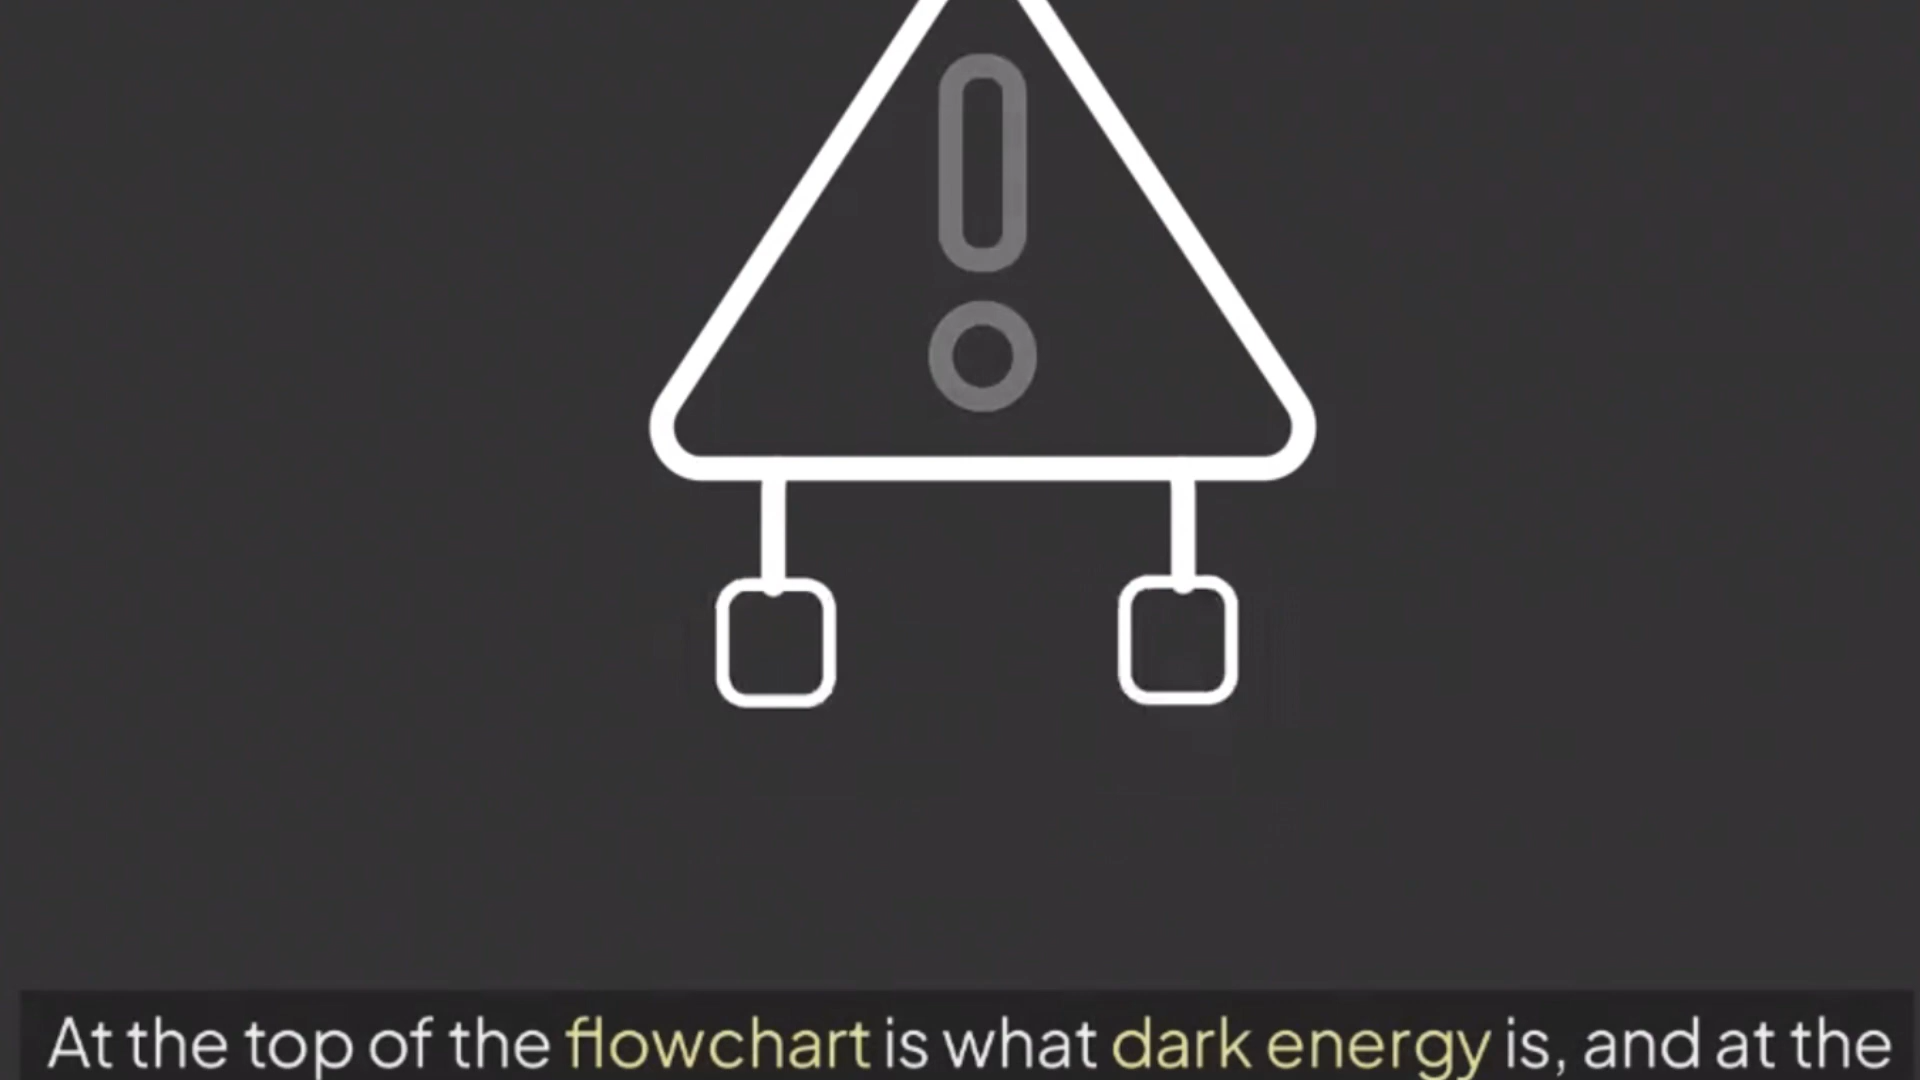 At the top of the flowchart is what dark energy is, and at the